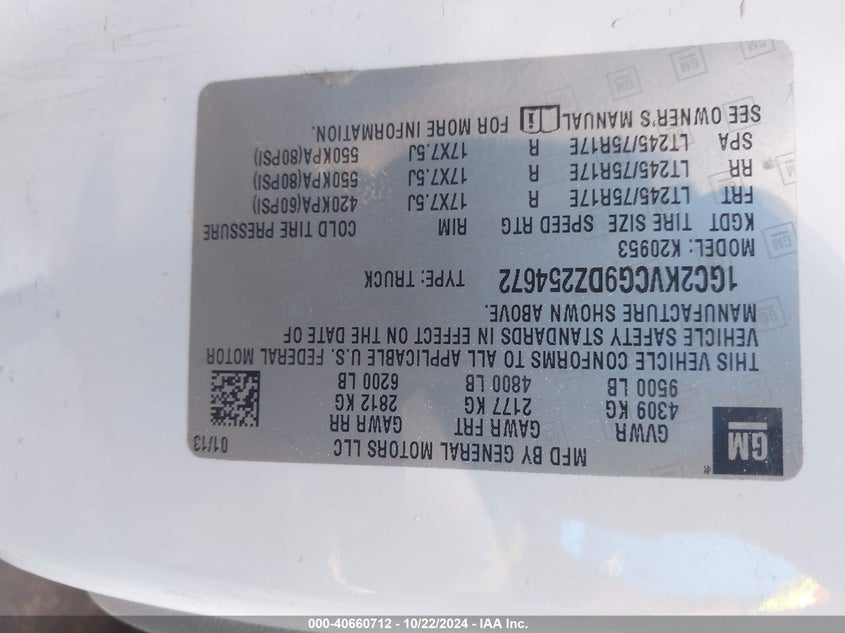 GM
®
MFD BY GENERAL MOTORS LLC 01/13
GVWR GAWR FRT GAWR RR
4309 KG 2177 KG 2812 KG
9500 LB 4800 LB 6200 LB
THIS VEHICLE CONFORMS TO ALL APPLICABLE U.S. FEDERAL MOTOR
VEHICLE SAFETY STANDARDS IN EFFECT ON THE DATE OF
MANUFACTURE SHOWN ABOVE.
1GC2KVCG9DZ254672 TYPE: TRUCK
MODEL: K20953
KGDT TIRE SIZE SPEED RTG RIM COLD TIRE PRESSURE
FRT LT245/75R17E R 17X7.5J 420KPA(60PSI)
RR LT245/75R17E R 17X7.5J 550KPA(80PSI)
SPA LT245/75R17E R 17X7.5J 550KPA(80PSI)
SEE OWNER'S MANUAL i FOR MORE INFORMATION.
GM
GM
GM
GM
000-40660712 - 10/22/2024 - IAA Inc.